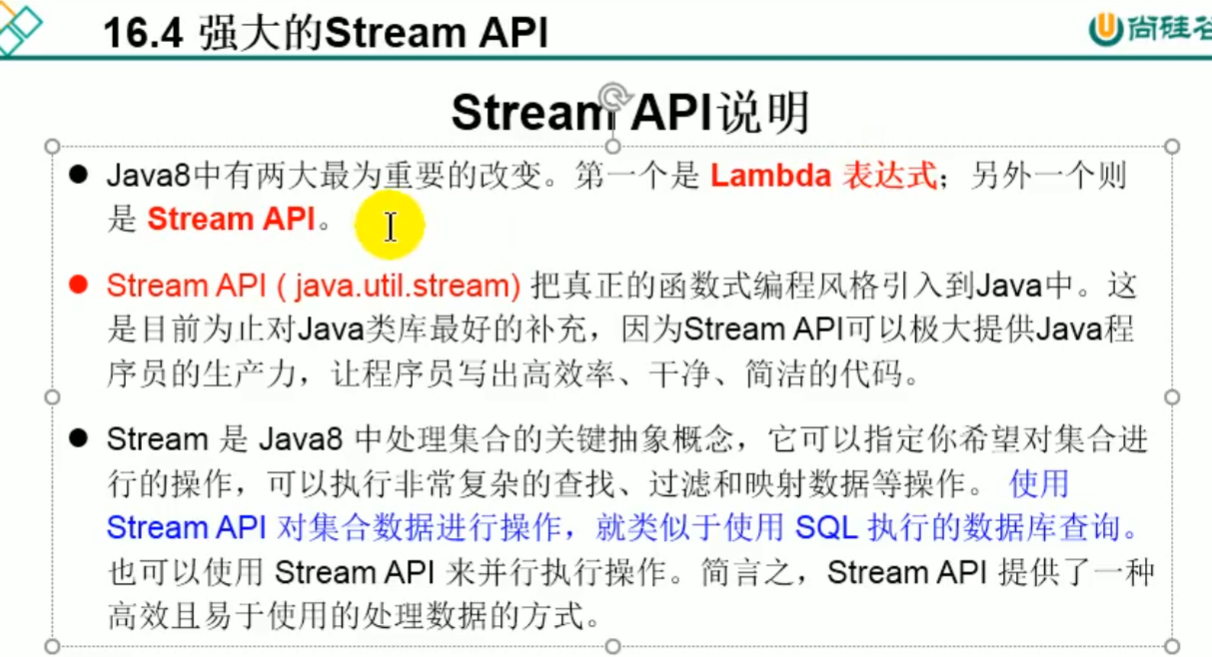 16.4 强大的Stream API
尚硅谷
Stream API说明
● Java8中有两大最为重要的改变。第一个是 Lambda 表达式；另外一个则
是 Stream API。
● Stream API ( java.util.stream) 把真正的函数式编程风格引入到Java中。这
是目前为止对Java类库最好的补充，因为Stream API可以极大提供Java程
序员的生产力，让程序员写出高效率、干净、简洁的代码。
● Stream 是 Java8 中处理集合的关键抽象概念，它可以指定你希望对集合进
行的操作，可以执行非常复杂的查找、过滤和映射数据等操作。 使用
Stream API 对集合数据进行操作，就类似于使用 SQL 执行的数据库查询。
也可以使用 Stream API 来并行执行操作。简言之，Stream API 提供了一种
高效且易于使用的处理数据的方式。